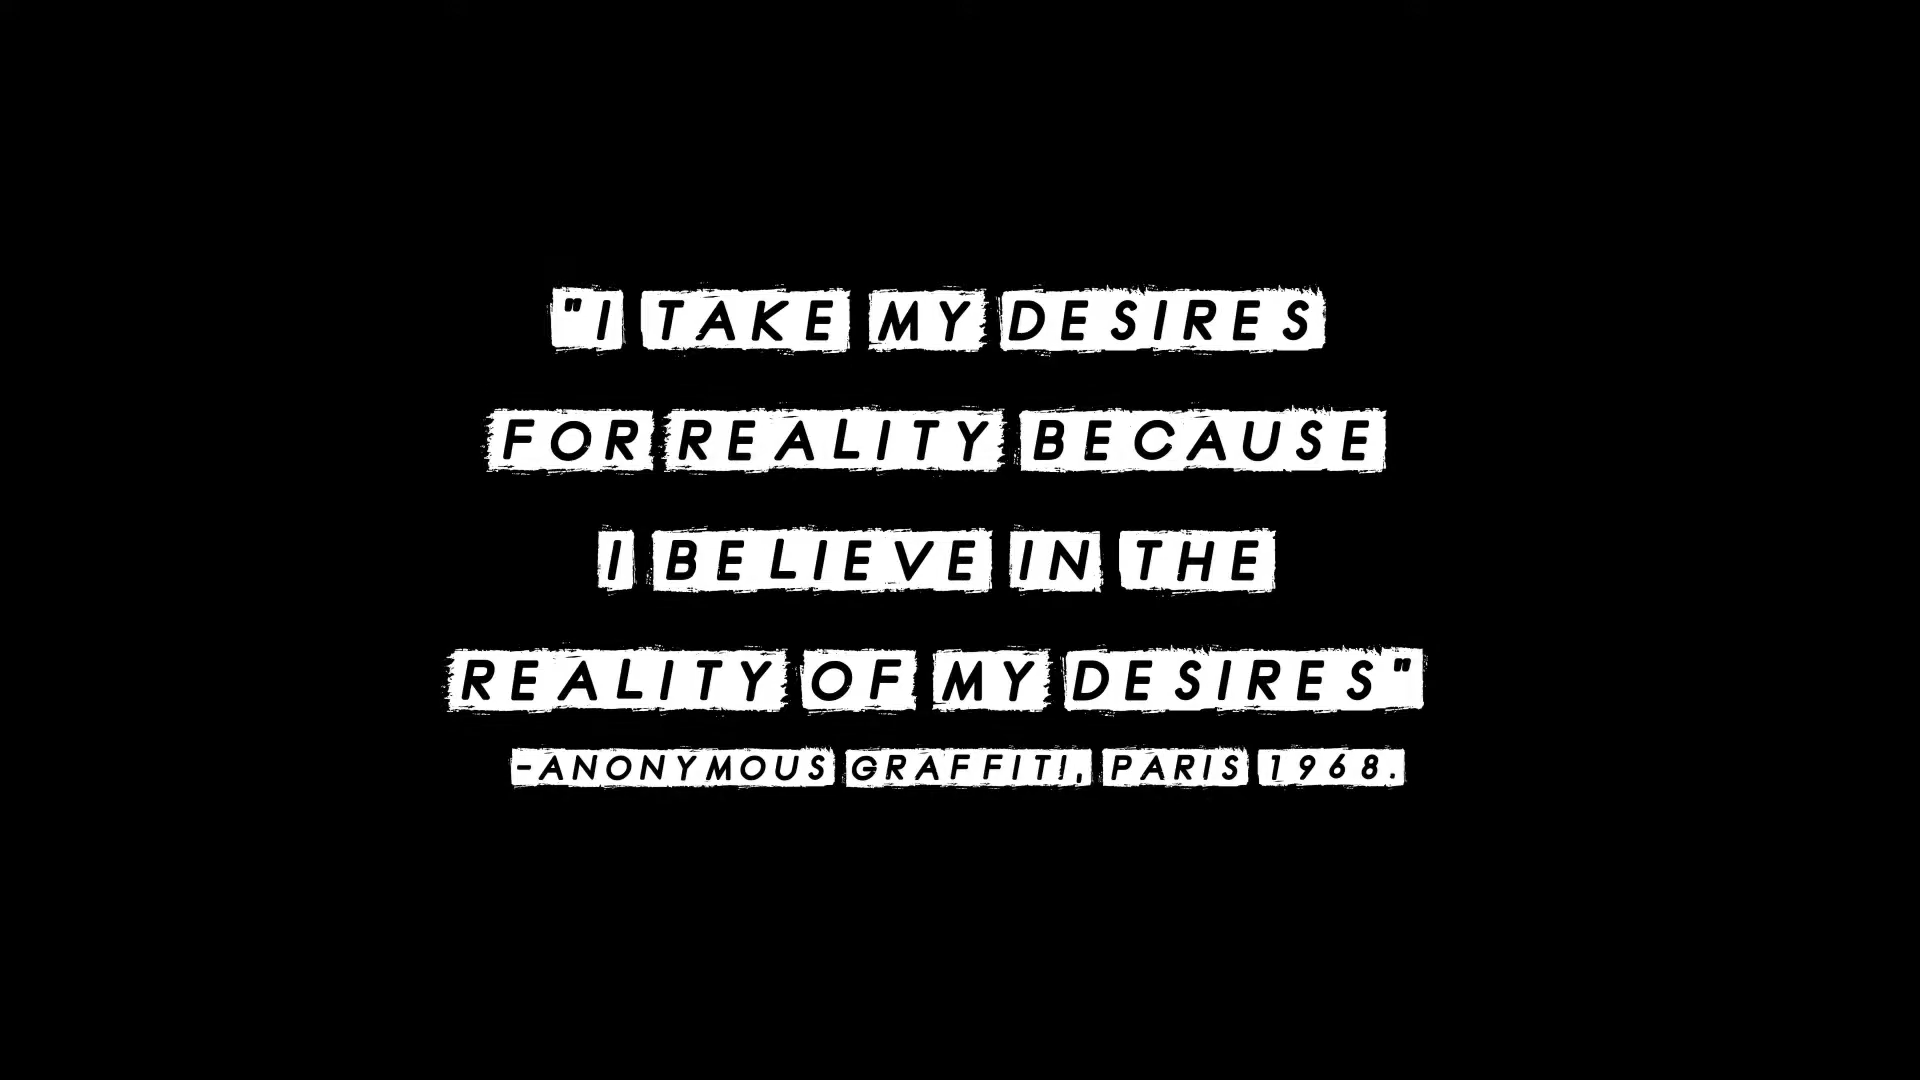 "I TAKE MY DESIRES
FOR REALITY BECAUSE
I BELIEVE IN THE
REALITY OF MY DESIRES"
-ANONYMOUS GRAFFITI, PARIS 1968.